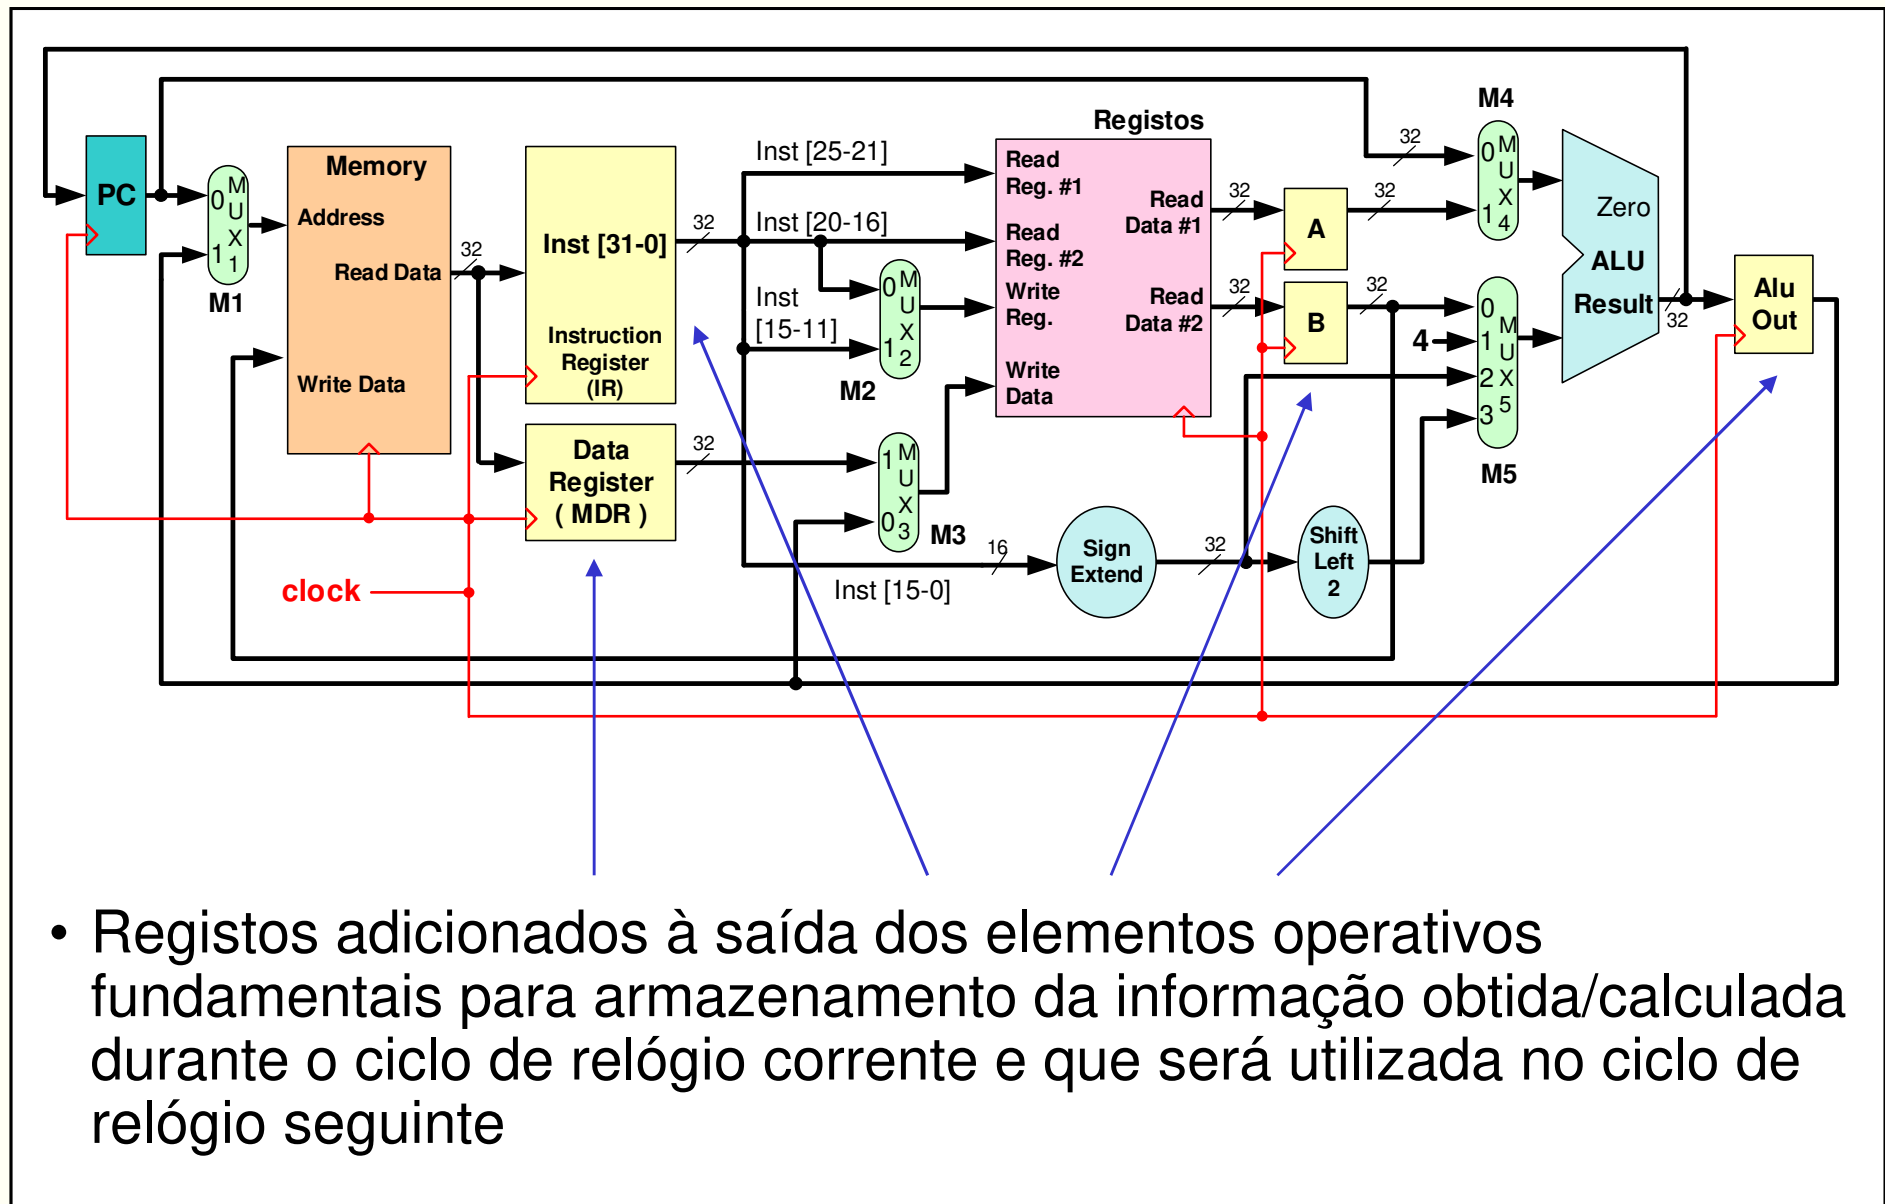 M4
Registos
32
0 M U X 4 1
PC
0 M U X 1 1
M1
Memory
Address
Read Data
Write Data
32
Inst [31-0]
Instruction
Register
(IR)
32
Data
Register
( MDR )
32
Inst [25-21]
Inst [20-16]
Inst
[15-11]
0 M U X 2 1
M2
1 M U X 3 0
M3
Read
Reg. #1
Read
Reg. #2
Write
Reg.
Write
Data
Read
Data #1
Read
Data #2
32
A
32
32
B
32
0 M U X 5
4
1
2
3
M5
Zero
ALU
Result
32
Alu
Out
16
Inst [15-0]
Sign
Extend
32
Shift
Left
2
clock
• Registos adicionados à saída dos elementos operativos
fundamentais para armazenamento da informação obtida/calculada
durante o ciclo de relógio corrente e que será utilizada no ciclo de
relógio seguinte